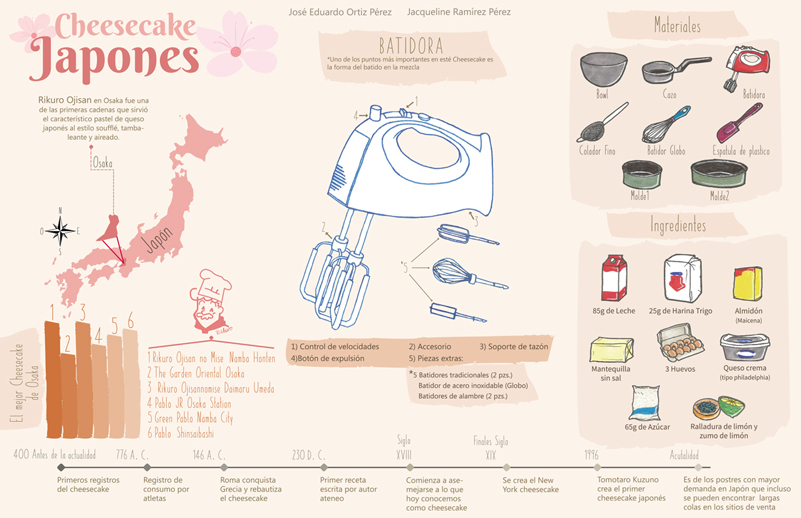 José Eduardo Ortiz Pérez Jacqueline Ramírez Pérez
Cheesecake
Japones
Rikuro Ojisan en Osaka fue una
de las primeras cadenas que sirvió
el característico pastel de queso
japonés al estilo soufflé, tamba-
leante y aireado.
Osaka
N
O
E
S
Japón
BATIDORA
*Uno de los puntos más importantes en esté Cheesecake es
la forma del batido en la mezcla
1
4
2
3
*5
1) Control de velocidades 2) Accesorio 3) Soporte de tazón
4)Botón de expulsión 5) Piezas extras:
*5 Batidores tradicionales (2 pzs.)
Batidor de acero inoxidable (Globo)
Batidores de alambre (2 pzs.)
Materiales
Bowl Cazo Batidora
Colador Fino Batidor Globo Espatula de plastico
Molde1 Molde2
Ingredientes
85g de Leche 25g de Harina Trigo Almidón
(Maicena)
Mantequilla
sin sal
3 Huevos
Queso crema
(tipo philadelphia)
65g de Azúcar
Ralladura de limón y
zumo de limón
El mejor Cheesecake
de Osaka
1 2 3 4 5 6
Rikuro
1 Rikuro Ojisan no Mise Namba Honten
2 The Garden Oriental Osaka
3 Rikuro Ojisannomise Daimaru Umeda
4 Pablo JR Osaka Station
5 Green Pablo Namba City
6 Pablo Shinsaibashi
400 Antes de la actualidad
Primeros registros
del cheesecake
776 A. C.
Registro de
consumo por
atletas
146 A. C.
Roma conquista
Grecia y rebautiza
el cheesecake
230 D. C.
Primer receta
escrita por autor
ateneo
Siglo
XVIII
Comienza a ase-
mejarse a lo que
hoy conocemos
como cheesecake
Finales Siglo
XIX
Se crea el New
York cheesecake
1996
Tomotaro Kuzuno
crea el primer
cheesecake japonés
Acutalidad
Es de los postres con mayor
demanda en Japón que incluso
se pueden encontrar largas
colas en los sitios de venta